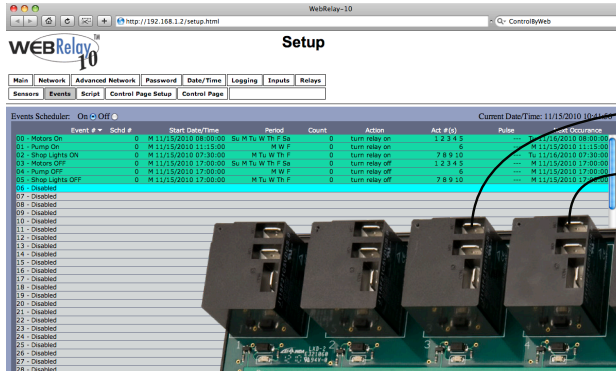 WebRelay-10
http://192.168.1.2/setup.html
ControlByWeb
WEBRelay™ 10
Setup
Main Network Advanced Network Password Date/Time Logging Inputs Relays
Sensors Events Script Control Page Setup Control Page
Events Scheduler: On Off Current Date/Time: 11/15/2010 10:41:56
Event # Schd # Start Date/Time Period Count Action Act #(s) Pulse Next Occurance
00 - Motors On 0 M 11/15/2010 08:00:00 Su M Tu W Th F Sa 0 turn relay on 1 2 3 4 5 --- Tu 11/16/2010 08:00:00
01 - Pump On 0 M 11/15/2010 11:15:00 M W F 0 turn relay on 6 --- M 11/15/2010 11:15:00
02 - Shop Lights ON 0 M 11/15/2010 07:30:00 M Tu W Th F 0 turn relay on 7 8 9 10 --- Tu 11/16/2010 07:30:00
03 - Motors OFF 0 M 11/15/2010 17:00:00 Su M Tu W Th F Sa 0 turn relay off 1 2 3 4 5 --- M 11/15/2010 17:00:00
04 - Pump OFF 0 M 11/15/2010 17:00:00 M W F 0 turn relay off 6 --- M 11/15/2010 17:00:00
05 - Shop Lights OFF 0 M 11/15/2010 17:00:00 M Tu W Th F 0 turn relay off 7 8 9 10 --- M 11/15/2010 17:00:00
06 - Disabled
07 - Disabled
08 - Disabled
09 - Disabled
10 - Disabled
11 - Disabled
12 - Disabled
13 - Disabled
14 - Disabled
15 - Disabled
16 - Disabled
17 - Disabled
18 - Disabled
19 - Disabled
20 - Disabled
21 - Disabled
22 - Disabled
23 - Disabled
24 - Disabled
25 - Disabled
26 - Disabled
27 - Disabled
28 - Disabled
1 2 3 4
94V-0